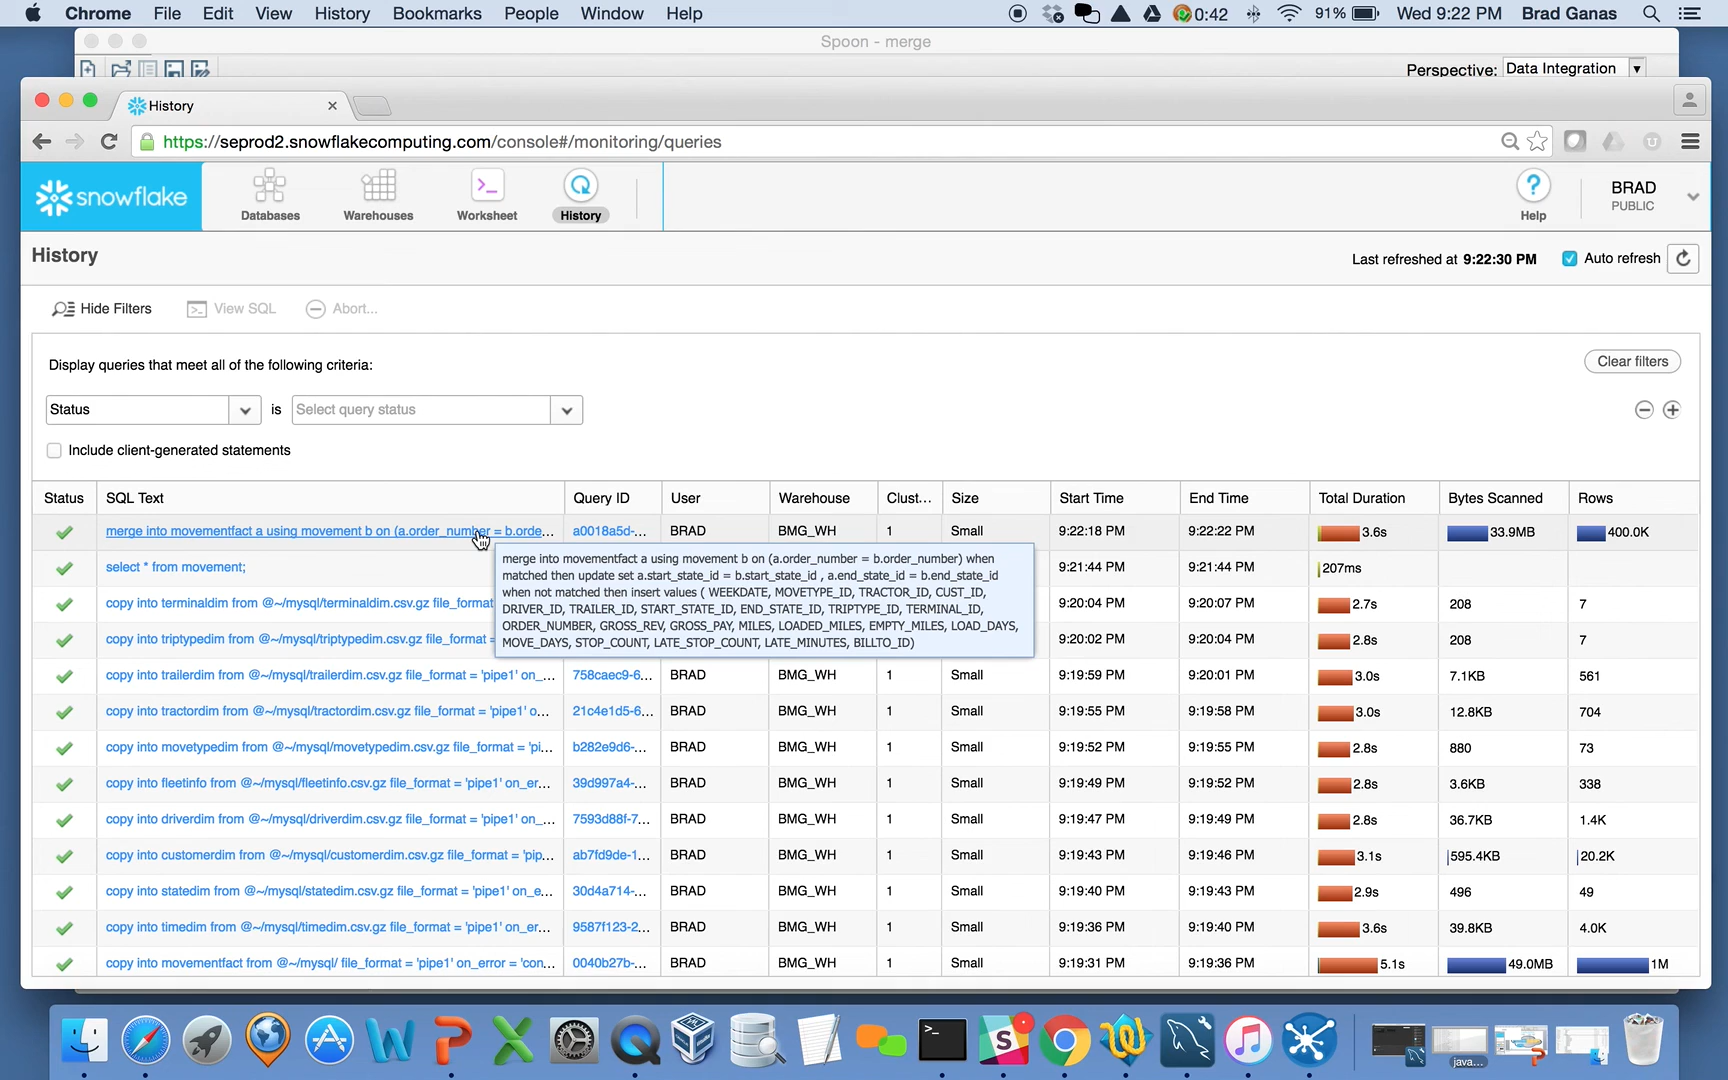 Chrome File Edit View History Bookmarks People Window Help 0:42 91% Wed 9:22 PM Brad Ganas
Spoon - merge
Perspective: Data Integration
History
https://seprod2.snowflakecomputing.com/console#/monitoring/queries
snowflake Databases Warehouses Worksheet History Help BRAD
PUBLIC
History Last refreshed at 9:22:30 PM Auto refresh
Hide Filters View SQL Abort...
Display queries that meet all of the following criteria: Clear filters
Status is Select query status
Include client-generated statements
Status SQL Text Query ID User Warehouse Clust... Size Start Time End Time Total Duration Bytes Scanned Rows
merge into movementfact a using movement b on (a.order_number = b.orde... a0018a5d-... BRAD BMG_WH 1 Small 9:22:18 PM 9:22:22 PM 3.6s 33.9MB 400.0K
merge into movementfact a using movement b on (a.order_number = b.order_number) when
matched then update set a.start_state_id = b.start_state_id , a.end_state_id = b.end_state_id
when not matched then insert values ( WEEKDATE, MOVETYPE_ID, TRACTOR_ID, CUST_ID,
DRIVER_ID, TRAILER_ID, START_STATE_ID, END_STATE_ID, TRIPTYPE_ID, TERMINAL_ID,
ORDER_NUMBER, GROSS_REV, GROSS_PAY, MILES, LOADED_MILES, EMPTY_MILES, LOAD_DAYS,
MOVE_DAYS, STOP_COUNT, LATE_STOP_COUNT, LATE_MINUTES, BILLTO_ID)
select * from movement; 9:21:44 PM 9:21:44 PM 207ms
copy into terminaldim from @~/mysql/terminaldim.csv.gz file_format 9:20:04 PM 9:20:07 PM 2.7s 208 7
copy into triptypedim from @~/mysql/triptypedim.csv.gz file_format = 9:20:02 PM 9:20:04 PM 2.8s 208 7
copy into trailerdim from @~/mysql/trailerdim.csv.gz file_format = 'pipe1' on_... 758caec9-6... BRAD BMG_WH 1 Small 9:19:59 PM 9:20:01 PM 3.0s 7.1KB 561
copy into tractordim from @~/mysql/tractordim.csv.gz file_format = 'pipe1' o... 21c4e1d5-6... BRAD BMG_WH 1 Small 9:19:55 PM 9:19:58 PM 3.0s 12.8KB 704
copy into movetypedim from @~/mysql/movetypedim.csv.gz file_format = 'pi... b282e9d6-... BRAD BMG_WH 1 Small 9:19:52 PM 9:19:55 PM 2.8s 880 73
copy into fleetinfo from @~/mysql/fleetinfo.csv.gz file_format = 'pipe1' on_er... 39d997a4-... BRAD BMG_WH 1 Small 9:19:49 PM 9:19:52 PM 2.8s 3.6KB 338
copy into driverdim from @~/mysql/driverdim.csv.gz file_format = 'pipe1' on_... 7593d88f-7... BRAD BMG_WH 1 Small 9:19:47 PM 9:19:49 PM 2.8s 36.7KB 1.4K
copy into customerdim from @~/mysql/customerdim.csv.gz file_format = 'pip... ab7fd9de-1... BRAD BMG_WH 1 Small 9:19:43 PM 9:19:46 PM 3.1s 595.4KB 20.2K
copy into statedim from @~/mysql/statedim.csv.gz file_format = 'pipe1' on_e... 30d4a714-... BRAD BMG_WH 1 Small 9:19:40 PM 9:19:43 PM 2.9s 496 49
copy into timedim from @~/mysql/timedim.csv.gz file_format = 'pipe1' on_er... 9587f123-2... BRAD BMG_WH 1 Small 9:19:36 PM 9:19:40 PM 3.6s 39.8KB 4.0K
copy into movementfact from @~/mysql/ file_format = 'pipe1' on_error = 'con... 0040b27b-... BRAD BMG_WH 1 Small 9:19:31 PM 9:19:36 PM 5.1s 49.0MB 1M
java...